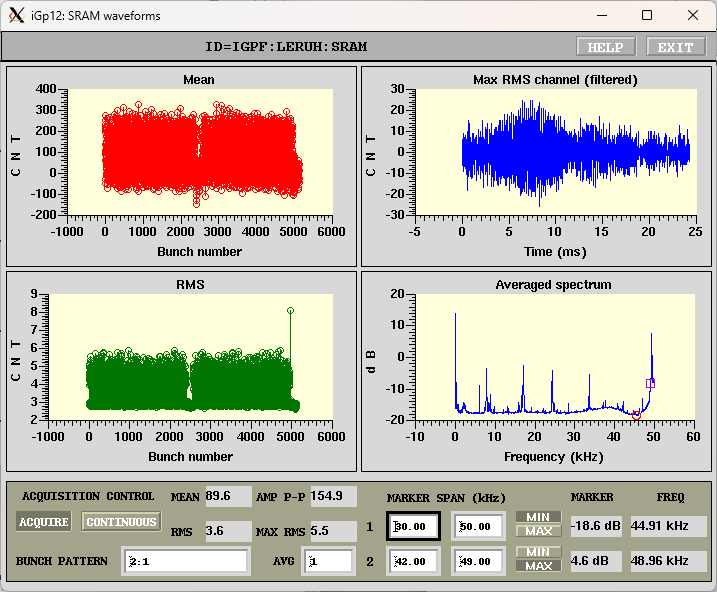 iGp12: SRAM waveforms
ID=IGPF:LERUH:SRAM
HELP
EXIT
Mean
400
300
200
100
0
-100
-200
C N T
-1000 0 1000 2000 3000 4000 5000 6000
Bunch number
Max RMS channel (filtered)
30
20
10
0
-10
-20
-30
C N T
-5 0 5 10 15 20 25
Time (ms)
RMS
9
8
7
6
5
4
3
2
C N T
-1000 0 1000 2000 3000 4000 5000 6000
Bunch number
Averaged spectrum
20
10
0
-10
-20
d B
-10 0 10 20 30 40 50 60
Frequency (kHz)
ACQUISITION CONTROL
ACQUIRE
CONTINUOUS
MEAN 89.6 AMP P-P 154.9
RMS 3.6 MAX RMS 5.5
BUNCH PATTERN 2:1 AVG 1
MARKER SPAN (kHz) MARKER FREQ
1 30.00 50.00 MIN MAX -18.6 dB 44.91 kHz
2 42.00 49.00 MIN MAX 4.6 dB 48.96 kHz